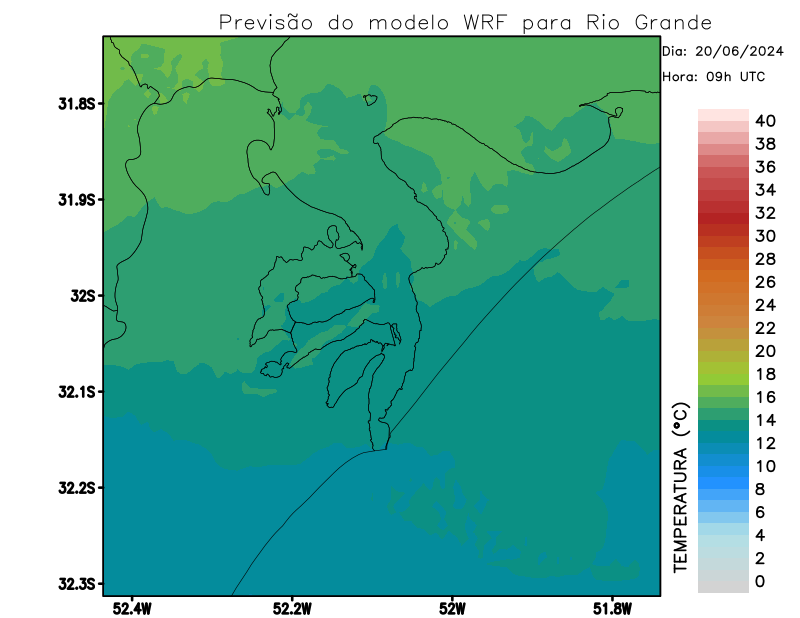 Previsão do modelo WRF para Rio Grande
Dia: 20/06/2024
Hora: 09h UTC
31.8S
31.9S
32S
32.1S
32.2S
32.3S
52.4W
52.2W
52W
51.8W
TEMPERATURA (°C)
40
38
36
34
32
30
28
26
24
22
20
18
16
14
12
10
8
6
4
2
0